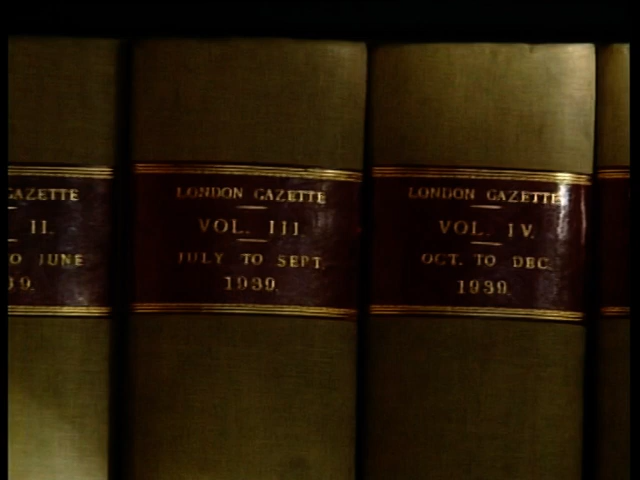 GAZETTE
II.
O JUNE
39.
LONDON GAZETTE
VOL. III
JULY TO SEPT.
1939.
LONDON GAZETTE
VOL. IV.
OCT. TO DEC.
1939.